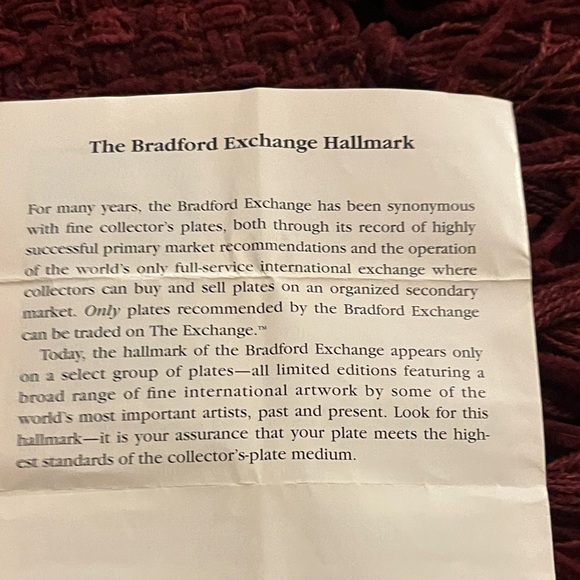 The Bradford Exchange Hallmark
For many years, the Bradford Exchange has been synonymous
with fine collector's plates, both through its record of highly
successful primary market recommendations and the operation
of the world's only full-service international exchange where
collectors can buy and sell plates on an organized secondary
market. Only plates recommended by the Bradford Exchange
can be traded on The Exchange.™
Today, the hallmark of the Bradford Exchange appears only
on a select group of plates—all limited editions featuring a
broad range of fine international artwork by some of the
world's most important artists, past and present. Look for this
hallmark—it is your assurance that your plate meets the high-
est standards of the collector's-plate medium.